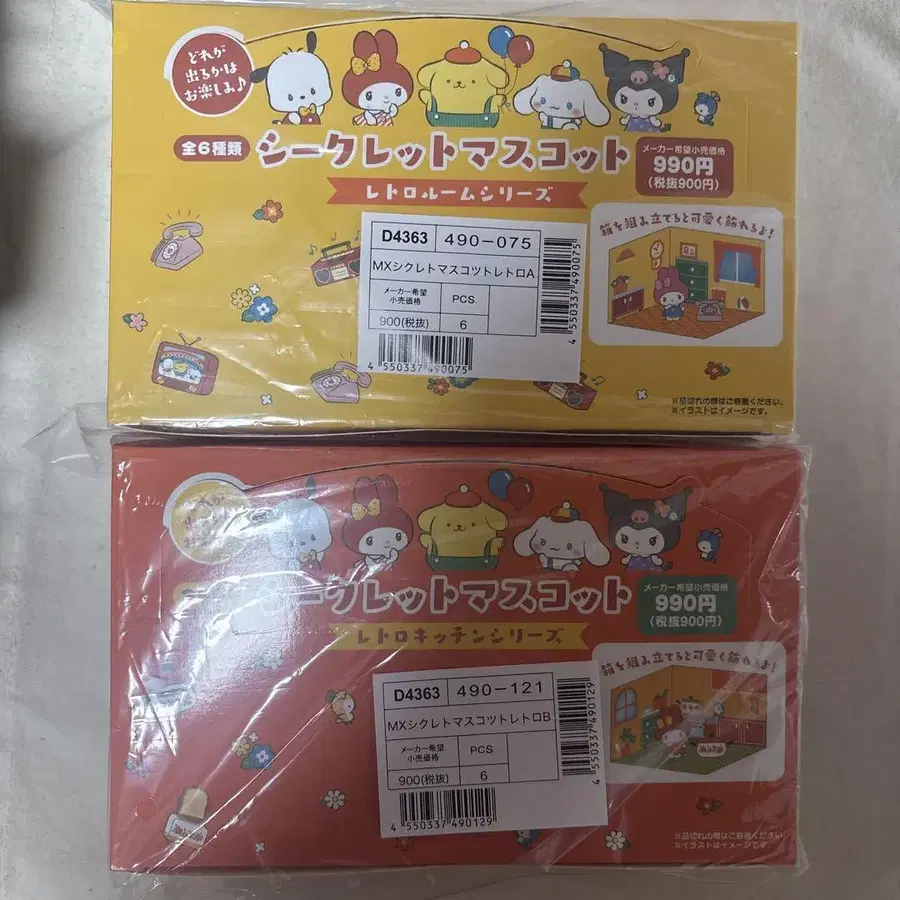 どれが
出るかは
お楽しみ♪
全6種類
シークレットマスコット
メーカー希望小売価格
990円
(税抜900円)
レトロルームシリーズ
箱を組み立てると可愛く飾れるよ!
D4363
490-075
MXシクレトマスコツトレトロA
メーカー希望
小売価格
PCS.
900(税抜)
6
4 550337 490075
4 550337 490075
※品切れの際はご容赦ください。
※イラストはイメージです。
シークレットマスコット
メーカー希望小売価格
990円
(税抜900円)
レトロキッチンシリーズ
箱を組み立てると可愛く飾れるよ!
D4363
490-121
MXシクレトマスコツトレトロB
メーカー希望
小売価格
PCS
900(税抜)
6
4 550337 490129
4 550337 490129
※品切れの際はご容赦ください
※イラストはイメージです。